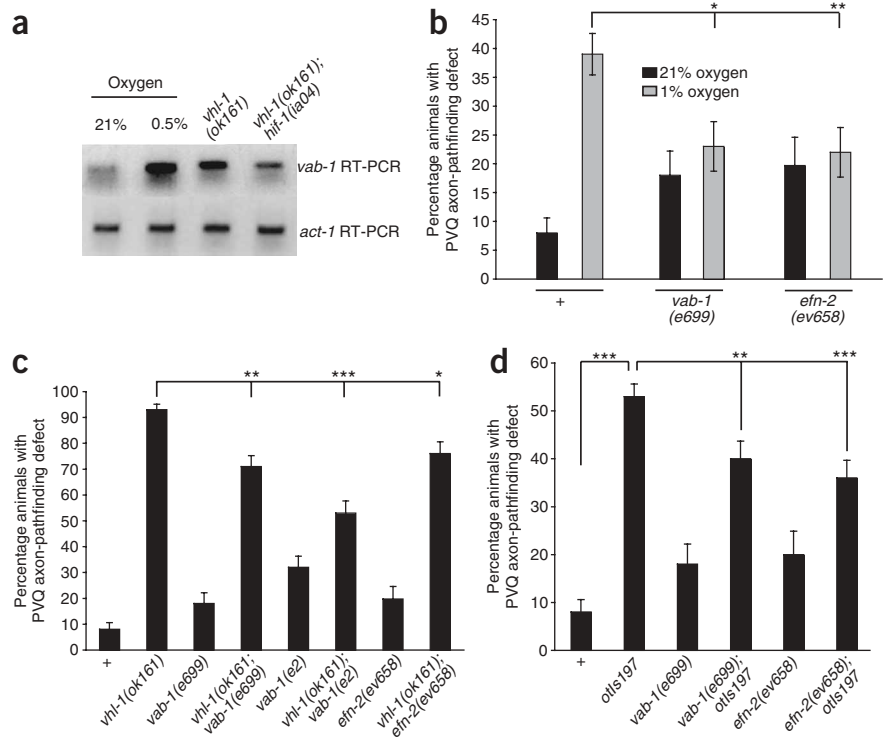 a
Oxygen
21%
0.5%
vhl-1
(ok161)
vhl-1(ok161);
hif-1(ia04)
vab-1 RT-PCR
act-1 RT-PCR
b
Percentage animals with
PVQ axon-pathfinding defect
45
40
35
30
25
20
15
10
5
0
*
**
21% oxygen
1% oxygen
+
vab-1
(e699)
efn-2
(ev658)
c
Percentage animals with
PVQ axon-pathfinding defect
100
90
80
70
60
50
40
30
20
10
0
**
***
*
+
vhl-1(ok161)
vab-1(e699)
vhl-1(ok161;
vab-1(e699)
vab-1(e2)
vhl-1(ok161);
vab-1(e2)
efn-2(ev658)
vhl-1(ok161);
efn-2(ev658)
d
Percentage animals with
PVQ axon-pathfinding defect
60
50
40
30
20
10
0
***
**
***
+
otIs197
vab-1(e699)
vab-1(e699);
otIs197
efn-2(ev658)
efn-2(ev658);
otIs197